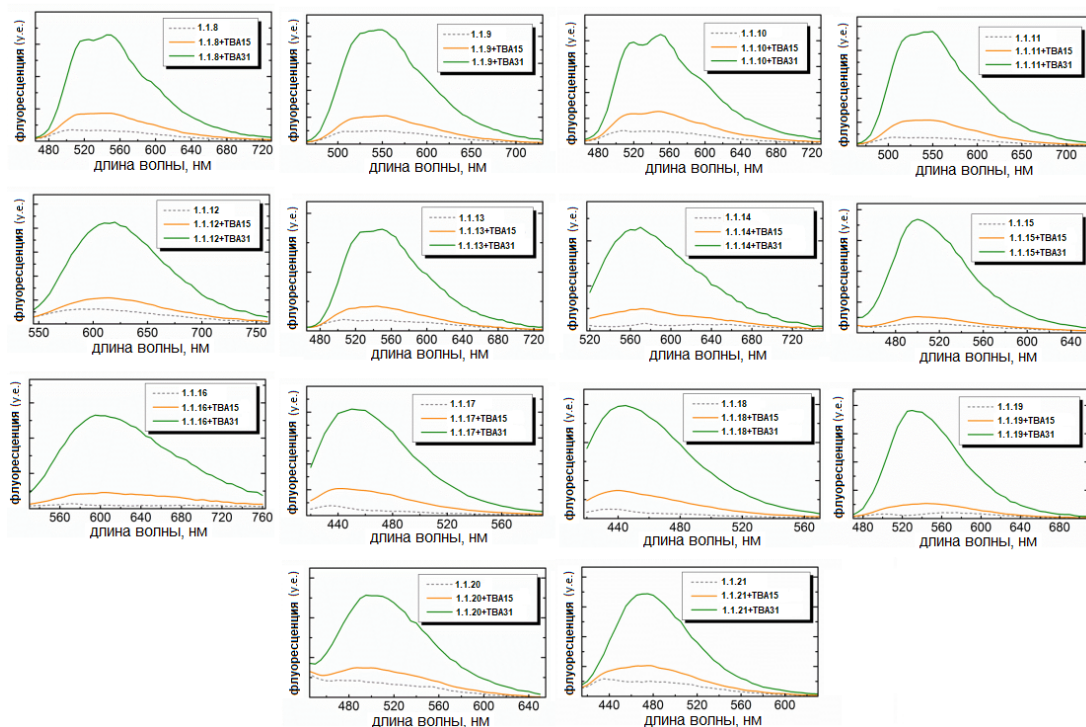 флуоресценция (у.е.)
1.1.8
1.1.8+TBA15
1.1.8+TBA31
480 520 560 600 640 680 720
длина волны, нм
флуоресценция (у.е.)
1.1.9
1.1.9+TBA15
1.1.9+TBA31
500 550 600 650 700
длина волны, нм
флуоресценция (у.е.)
1.1.10
1.1.10+TBA15
1.1.10+TBA31
480 520 560 600 640 680 720
длина волны, нм
флуоресценция (у.е.)
1.1.11
1.1.11+TBA15
1.1.11+TBA31
500 550 600 650 700
длина волны, нм
флуоресценция (у.е.)
1.1.12
1.1.12+TBA15
1.1.12+TBA31
550 600 650 700 750
длина волны, нм
флуоресценция (у.е.)
1.1.13
1.1.13+TBA15
1.1.13+TBA31
480 520 560 600 640 680 720
длина волны, нм
флуоресценция (у.е.)
1.1.14
1.1.14+TBA15
1.1.14+TBA31
520 560 600 640 680 720
длина волны, нм
флуоресценция (у.е.)
1.1.15
1.1.15+TBA15
1.1.15+TBA31
480 520 560 600 640
длина волны, нм
флуоресценция (у.е.)
1.1.16
1.1.16+TBA15
1.1.16+TBA31
560 600 640 680 720 760
длина волны, нм
флуоресценция (у.е.)
1.1.17
1.1.17+TBA15
1.1.17+TBA31
440 480 520 560
длина волны, нм
флуоресценция (у.е.)
1.1.18
1.1.18+TBA15
1.1.18+TBA31
440 480 520 560
длина волны, нм
флуоресценция (у.е.)
1.1.19
1.1.19+TBA15
1.1.19+TBA31
480 520 560 600 640 680
длина волны, нм
флуоресценция (у.е.)
1.1.20
1.1.20+TBA15
1.1.20+TBA31
480 520 560 600 640
длина волны, нм
флуоресценция (у.е.)
1.1.21
1.1.21+TBA15
1.1.21+TBA31
440 480 520 560 600
длина волны, нм